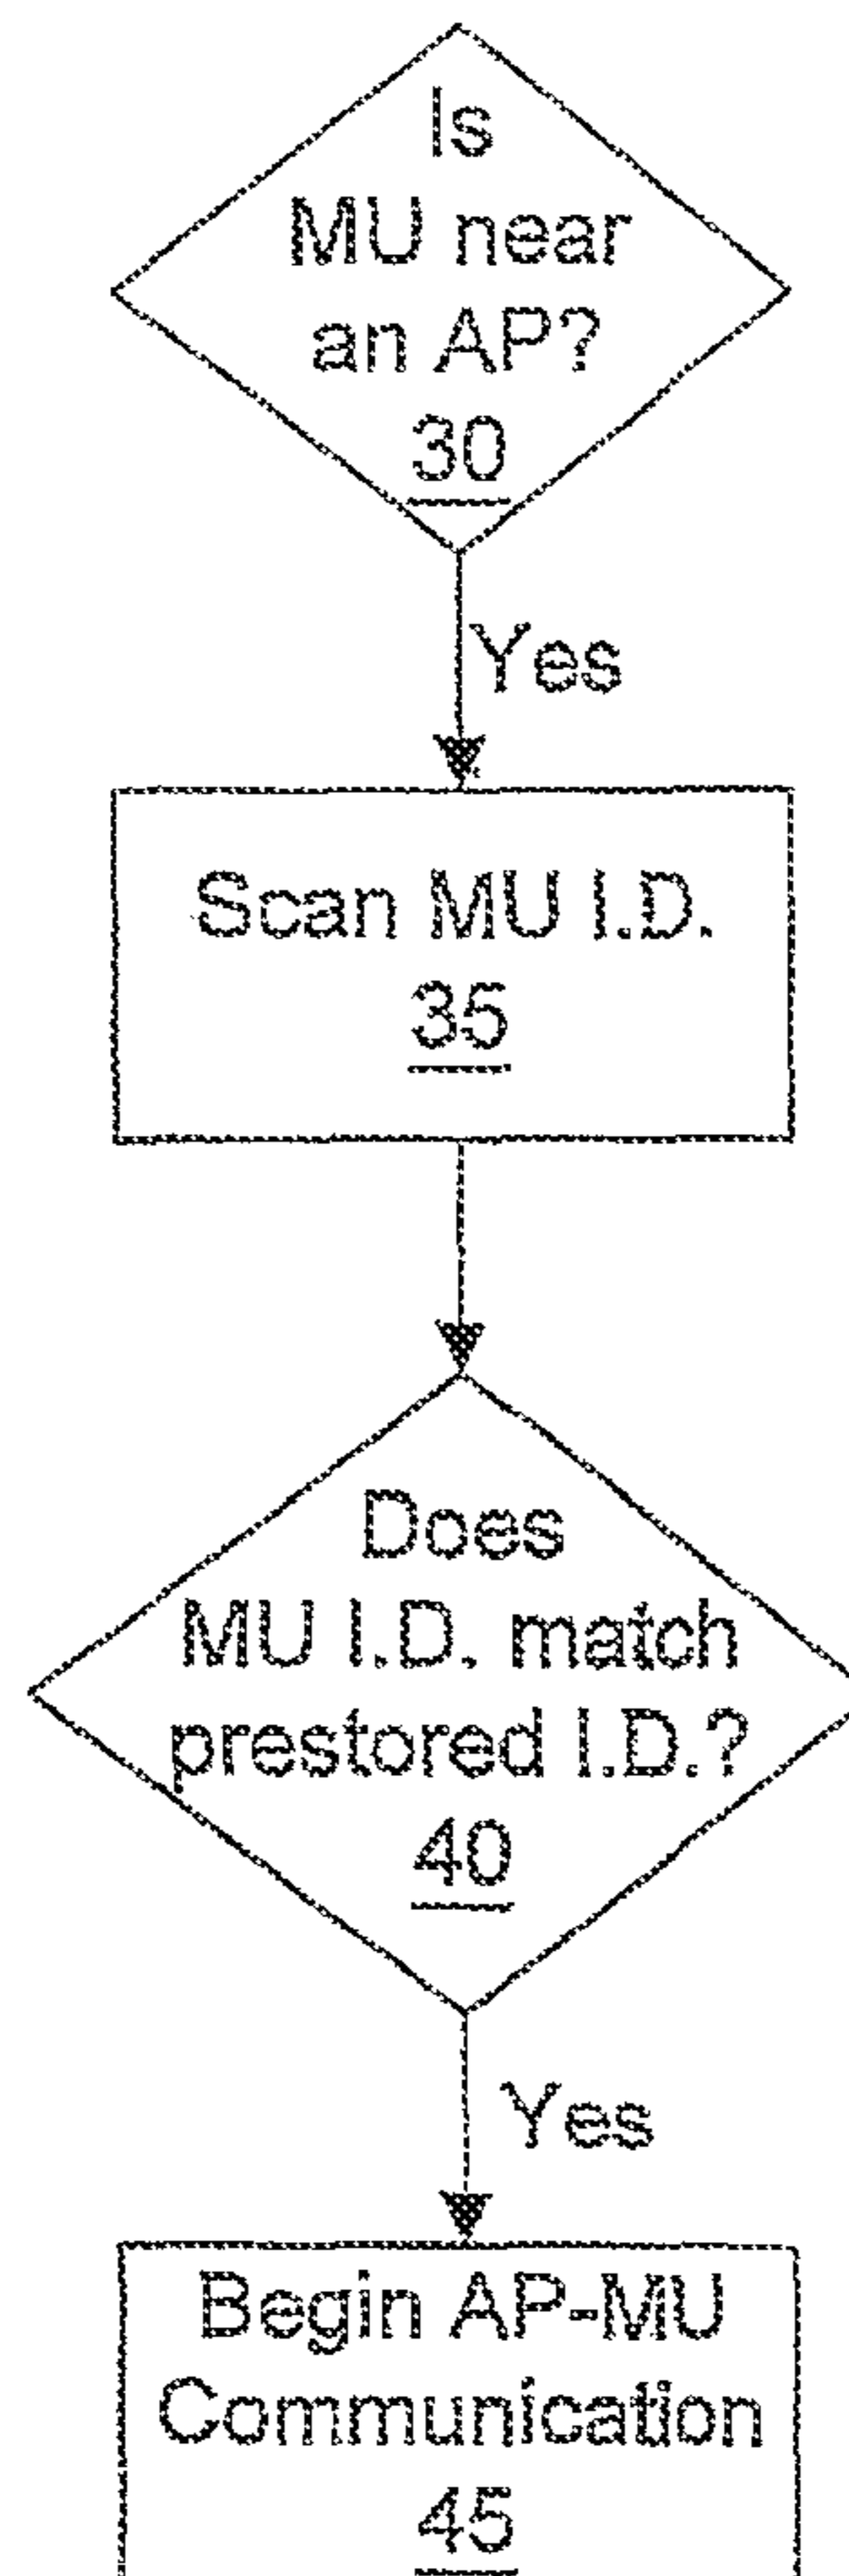 Is
MU near
an AP?
30
Yes
Scan MU I.D.
35
Does
MU I.D. match
prestored I.D.?
40
Yes
Begin AP-MU
Communication
45